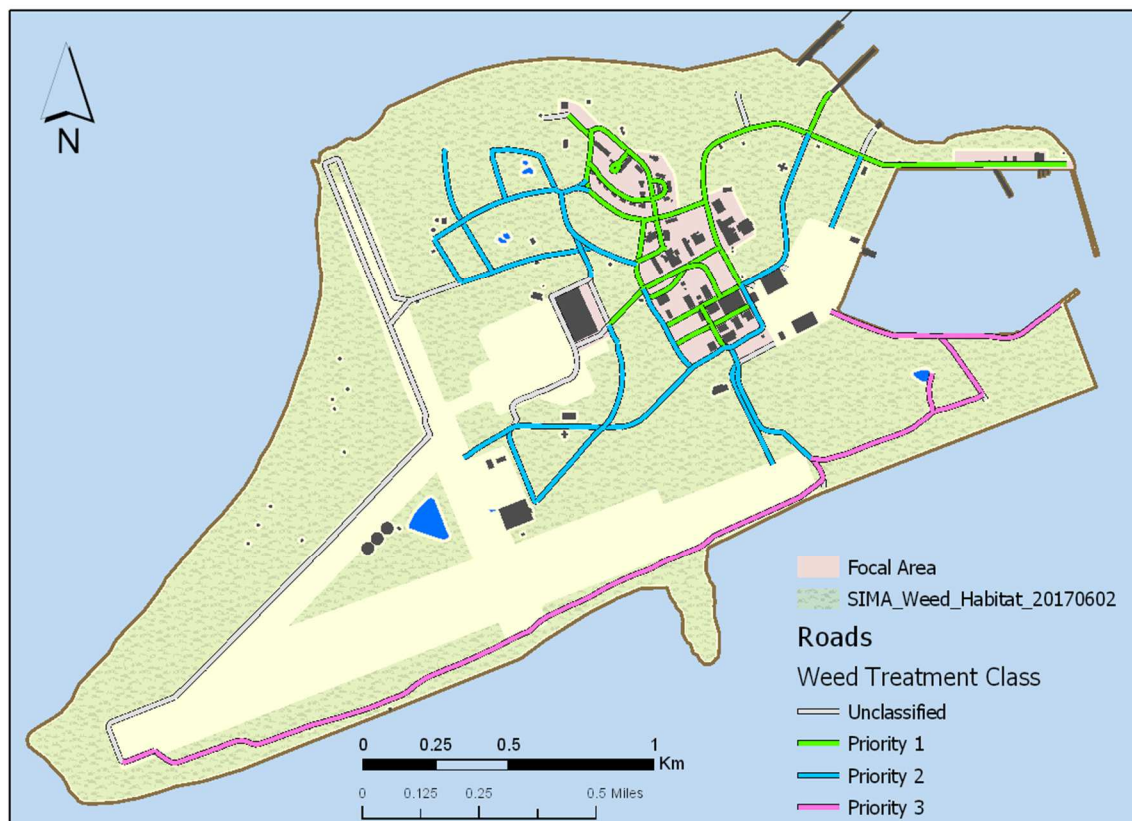 N
Focal Area
SIMA_Weed_Habitat_20170602
Roads
Weed Treatment Class
Unclassified
Priority 1
Priority 2
Priority 3
0 0.25 0.5 1
Km
0 0.125 0.25 0.5 Miles